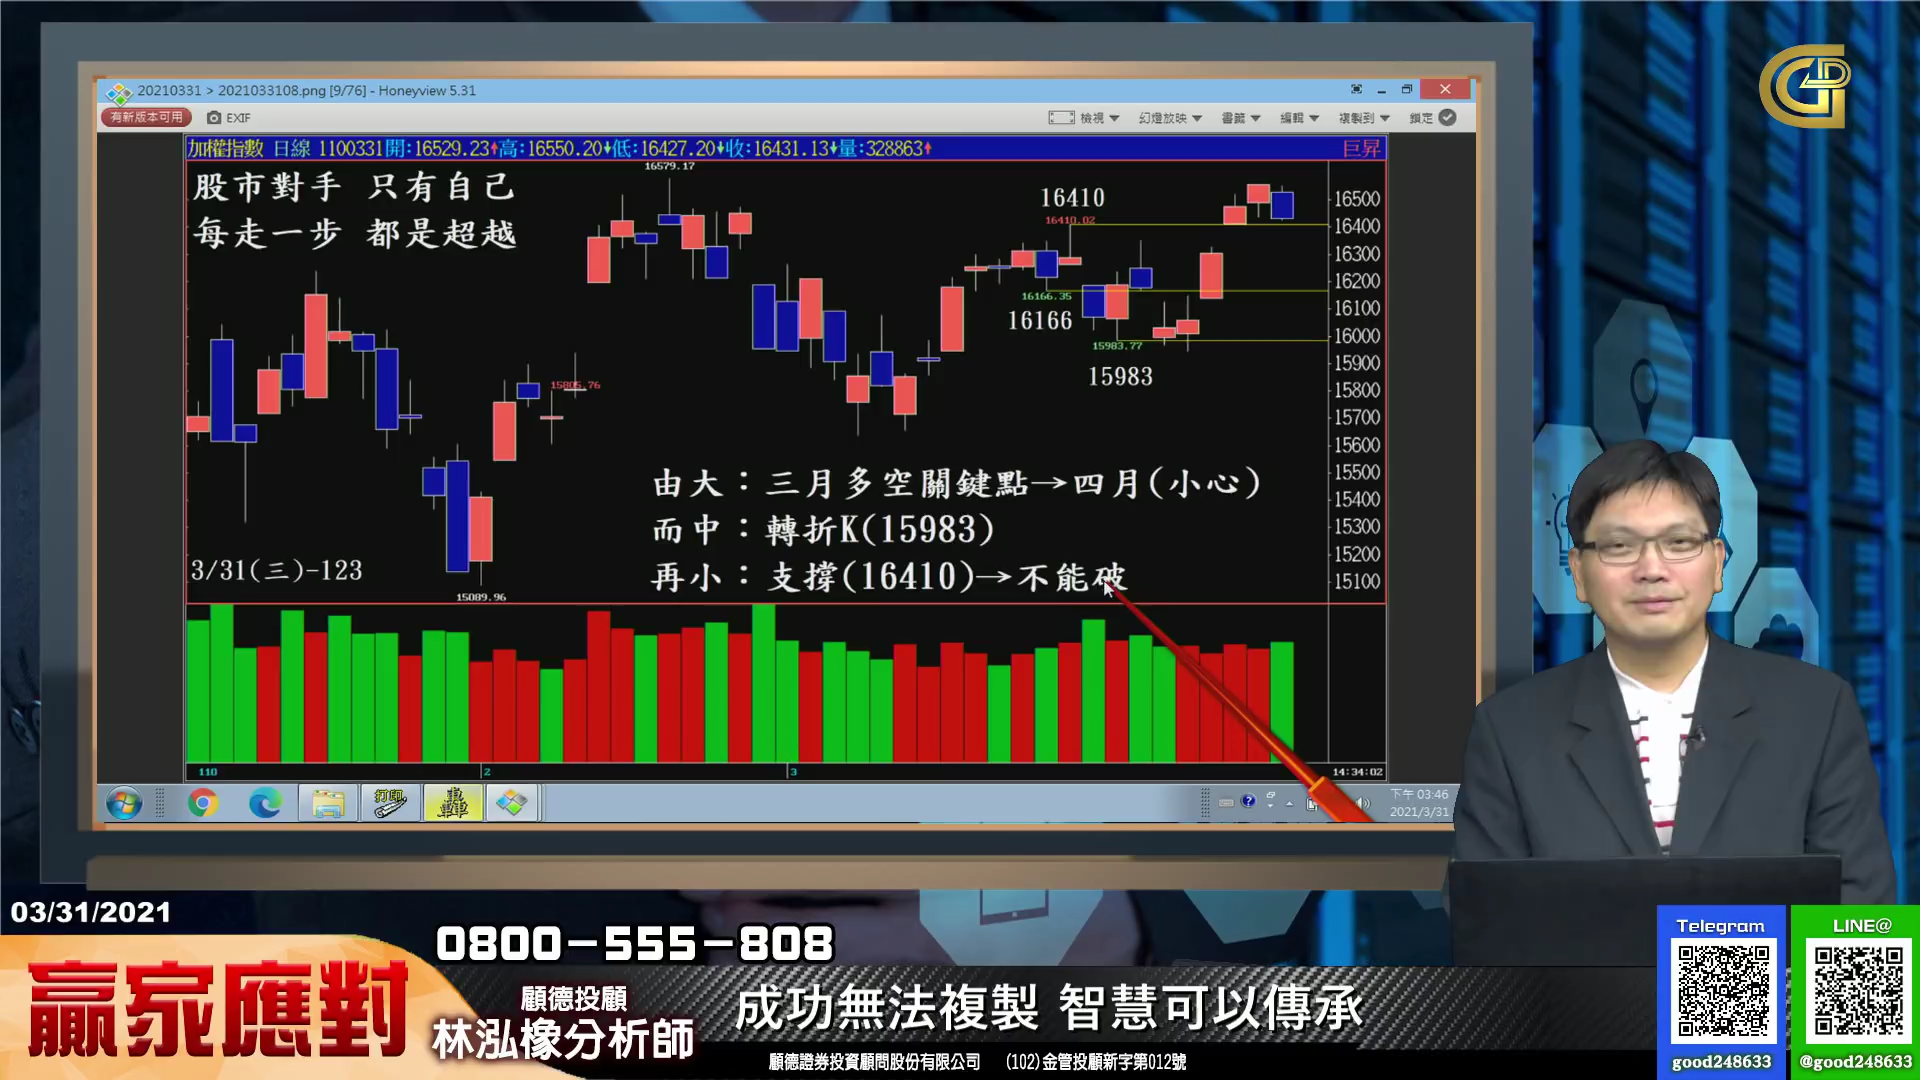 20210331 > 2021033108.png [9/76] - Honeyview 5.31
有新版本可用 EXIF 檢視 幻燈放映 書籤 編輯 複製到 鎖定
加權指數 日線 1100331開:16529.23↑高:16550.20↓低:16427.20↓收:16431.13↓量:328863↑ 巨昇
股市對手 只有自己
每走一步 都是超越
16579.17
16410
16410.02
16166.35
16166
15983.77
15983
15805.76
15089.96
16500
16400
16300
16200
16100
16000
15900
15800
15700
15600
15500
15400
15300
15200
15100
由大：三月多空關鍵點→四月(小心)
而中：轉折K(15983)
再小：支撐(16410)→不能破
3/31(三)-123
110 2 3 14:34:02
打印
下午 03:46
2021/3/31
03/31/2021
贏家應對
0800-555-808
顧德投顧
林泓橡分析師
成功無法複製 智慧可以傳承
顧德證券投資顧問股份有限公司 (102)金管投顧新字第012號
Telegram
good248633
LINE@
@good248633